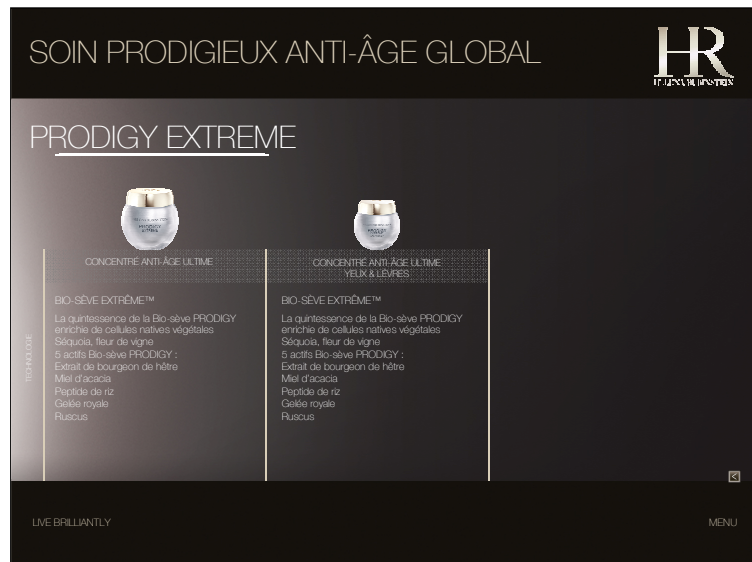 SOIN PRODIGIEUX ANTI-ÂGE GLOBAL
HR
HELENA RUBINSTEIN
PRODIGY EXTREME
PRODIGY
CONCENTRÉ ANTI-ÂGE ULTIME
BIO-SÈVE EXTRÊME™
La quintessence de la Bio-sève PRODIGY
enrichie de cellules natives végétales
Séquoia, fleur de vigne
5 actifs Bio-sève PRODIGY :
Extrait de bourgeon de hêtre
Miel d'acacia
Peptide de riz
Gelée royale
Ruscus
CONCENTRÉ ANTI-ÂGE ULTIME
YEUX & LÈVRES
BIO-SÈVE EXTRÊME™
La quintessence de la Bio-sève PRODIGY
enrichie de cellules natives végétales
Séquoia, fleur de vigne
5 actifs Bio-sève PRODIGY :
Extrait de bourgeon de hêtre
Miel d'acacia
Peptide de riz
Gelée royale
Ruscus
TECHNOLOGIE
LIVE BRILLIANTLY
MENU